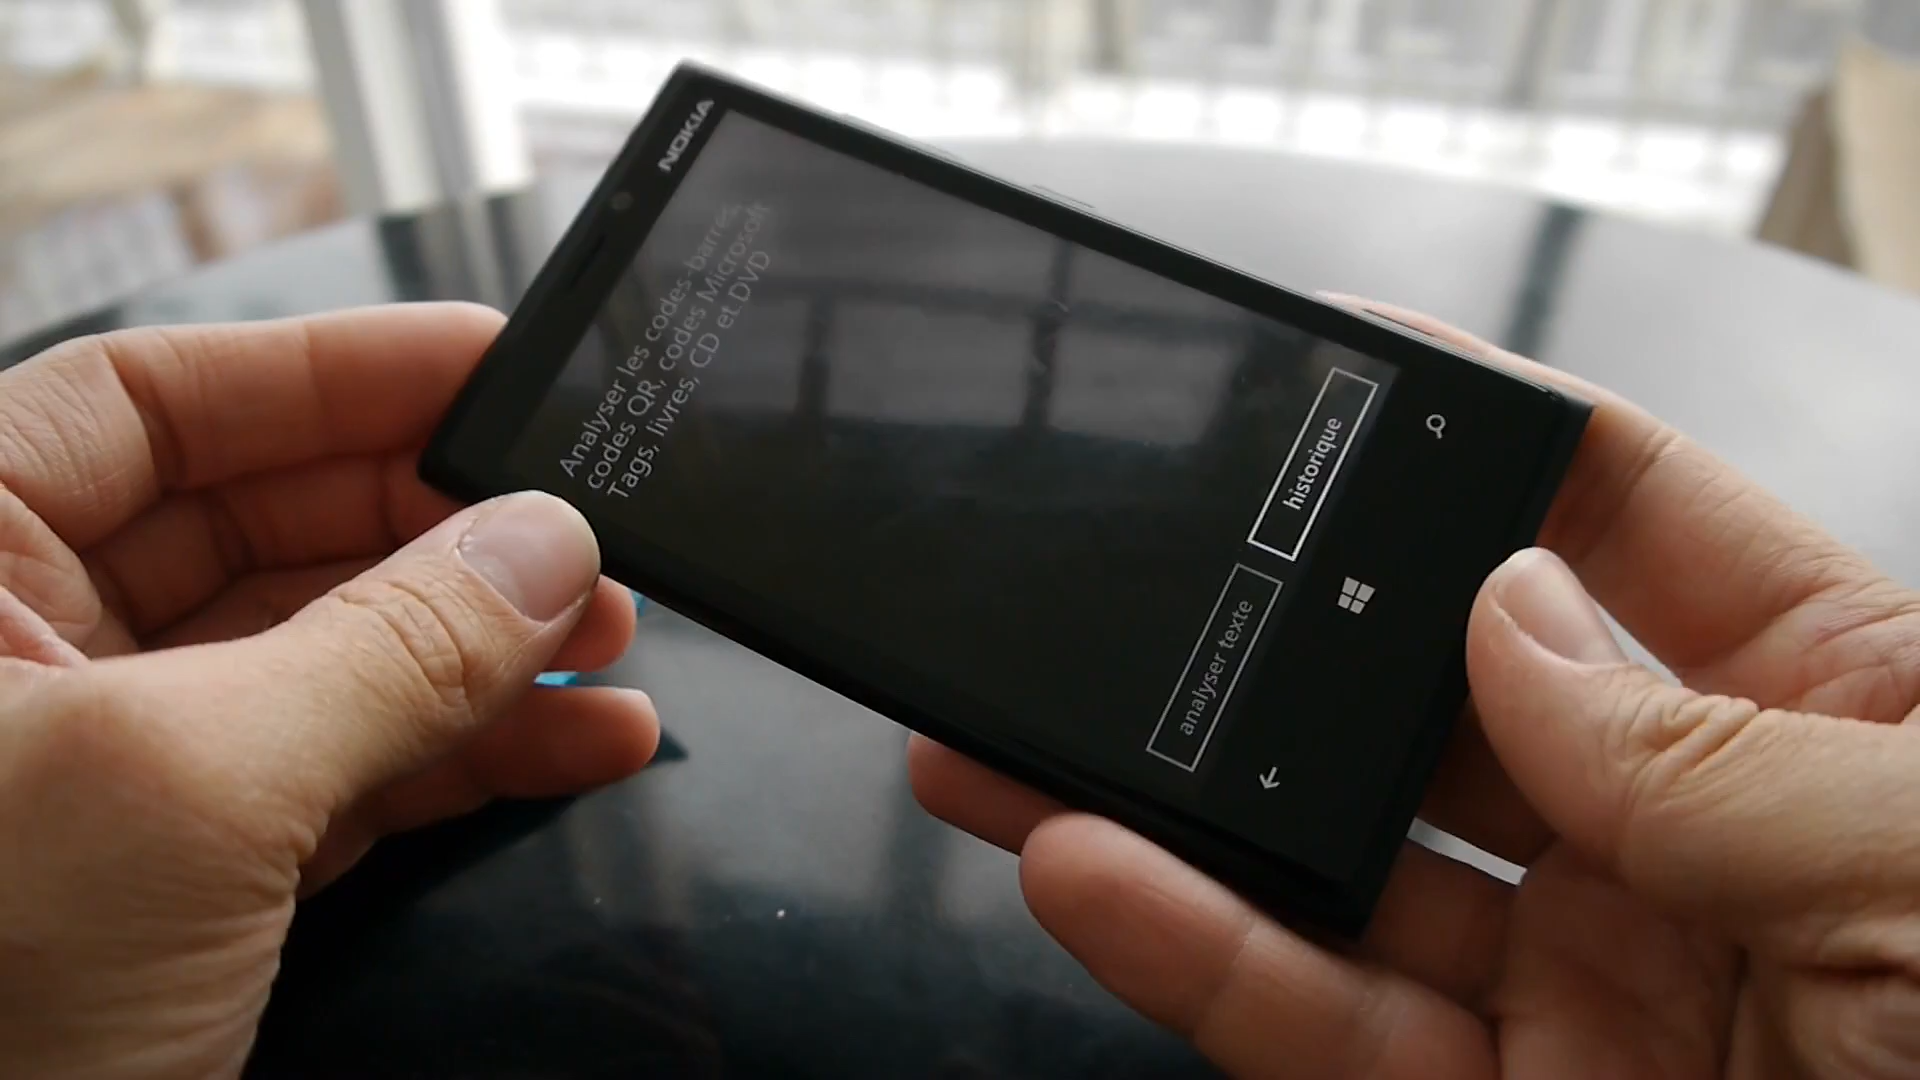 NOKIA
Analyser les codes-barres,
codes QR, codes Microsoft
Tags, livres, CD et DVD
analyser texte
historique